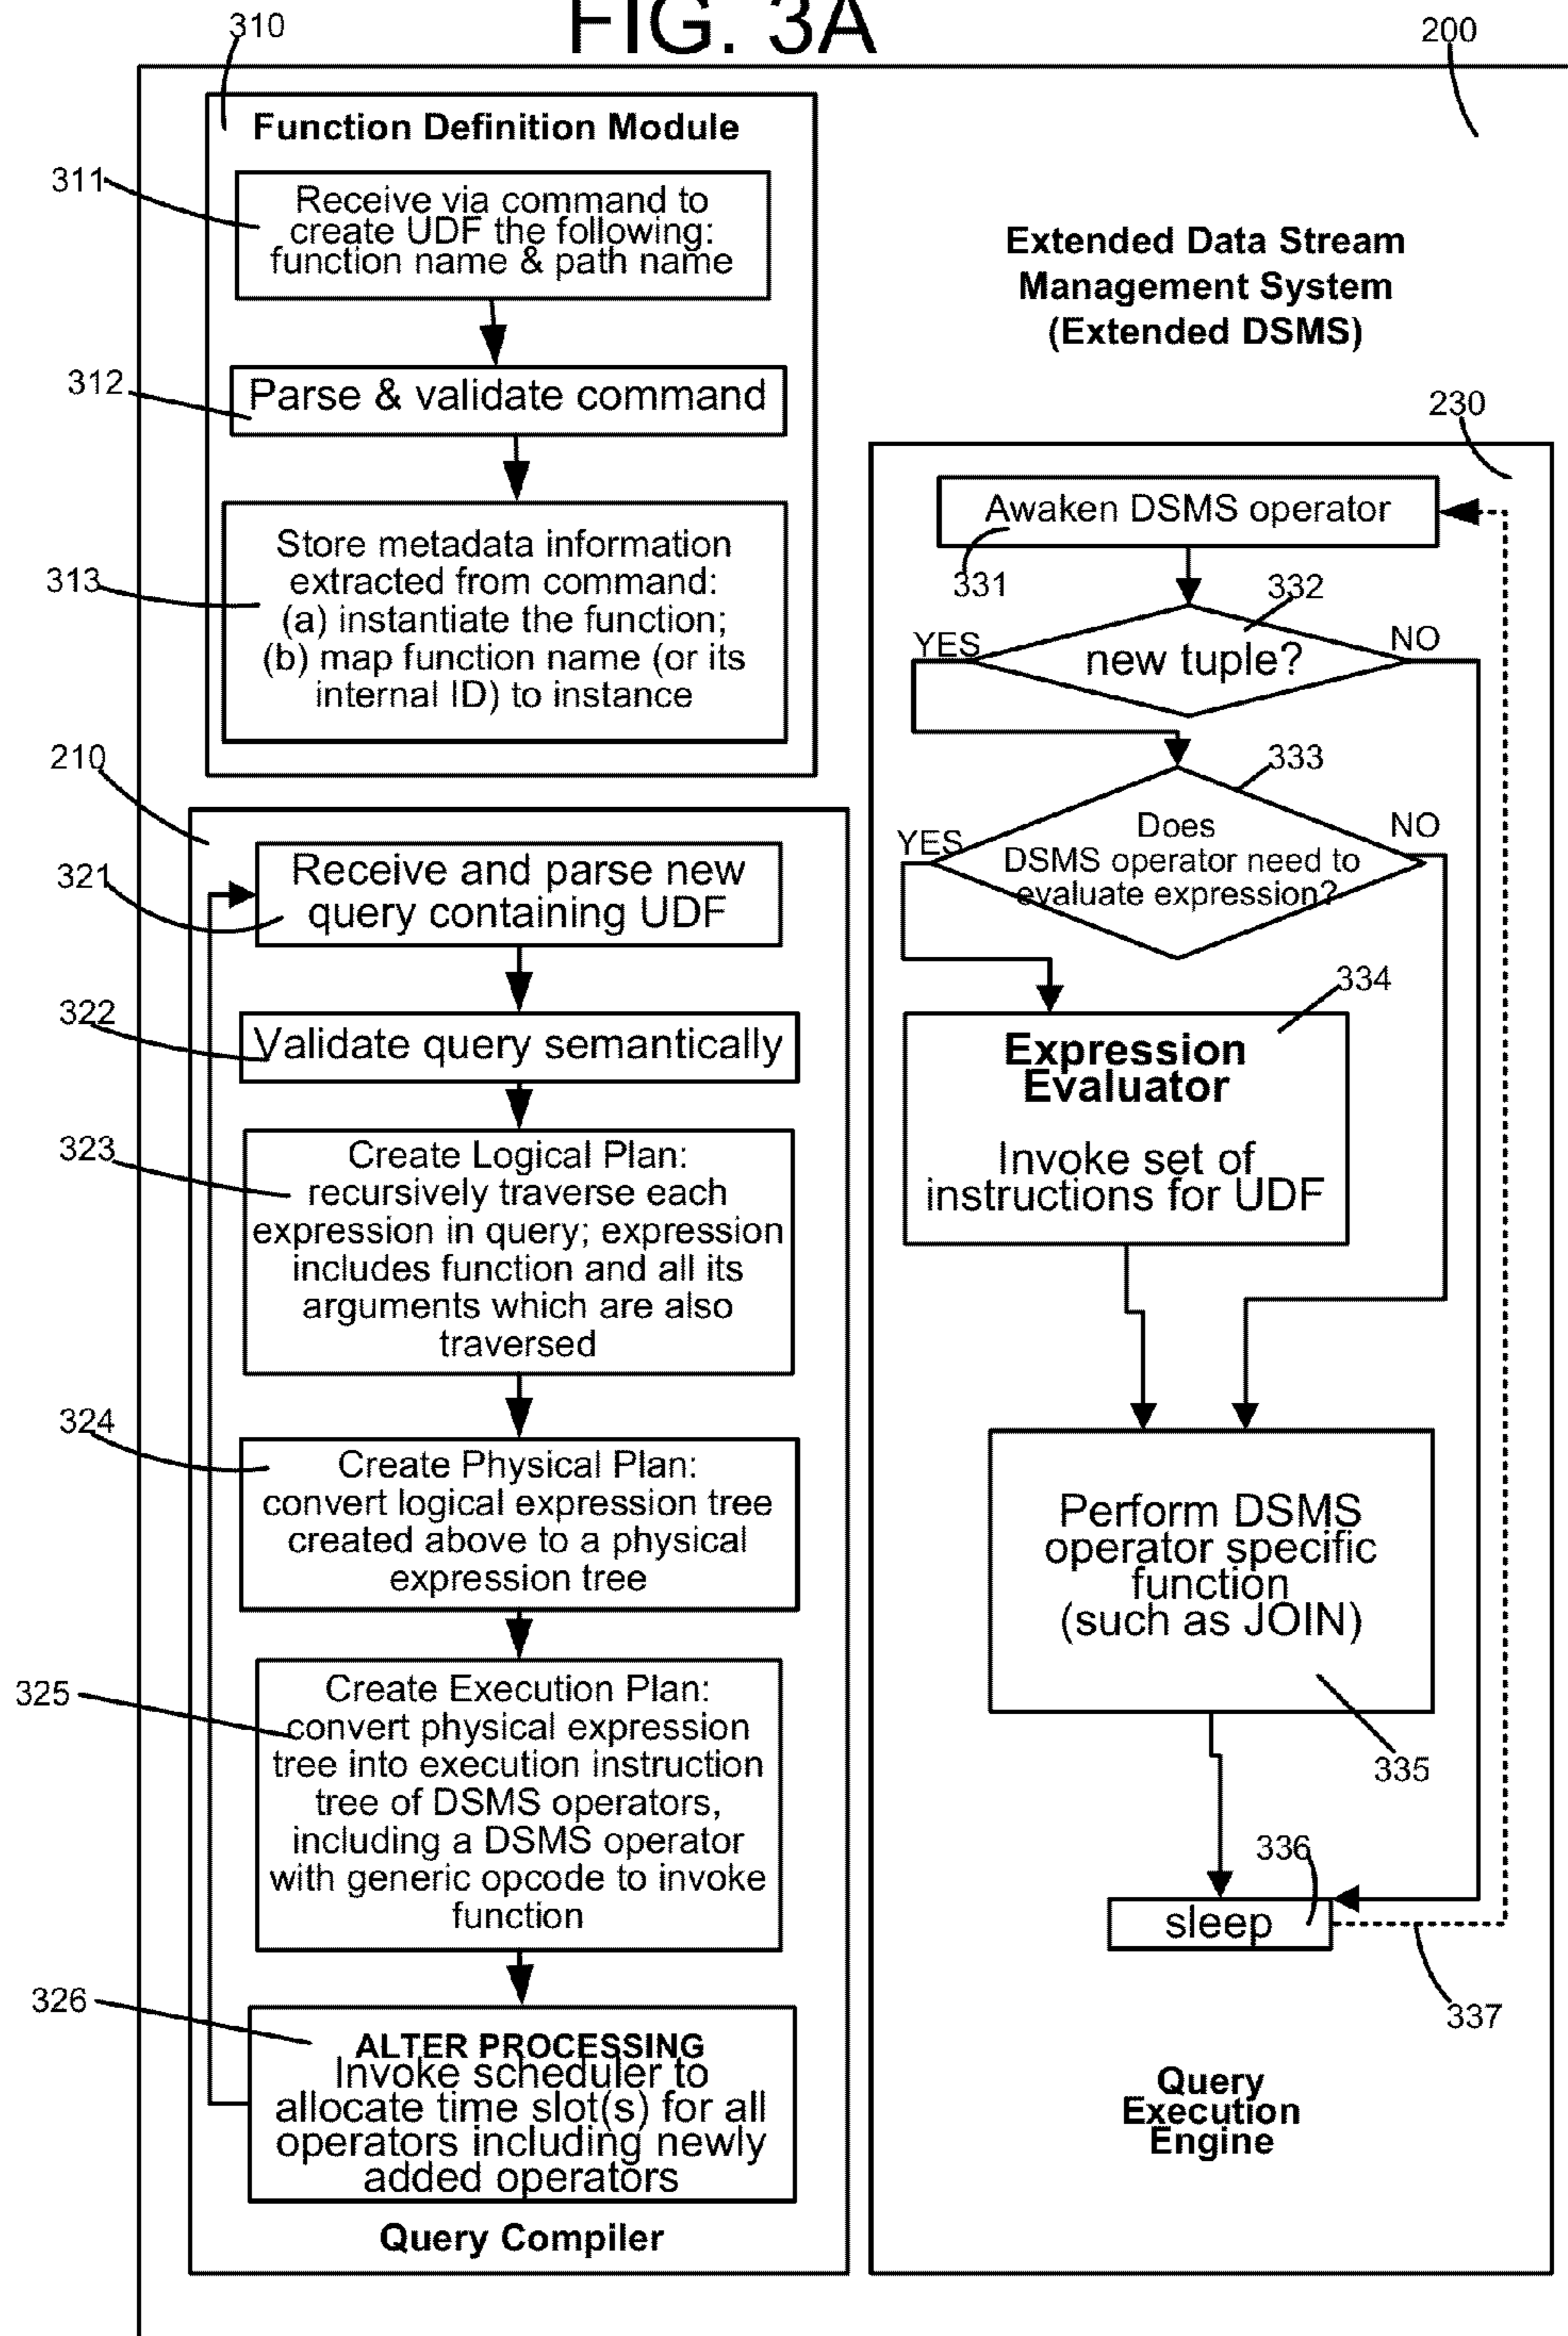 FIG. 3A
310
200
Function Definition Module
311
Receive via command to
create UDF the following:
function name & path name
312
Parse & validate command
313
Store metadata information
extracted from command:
(a) instantiate the function;
(b) map function name (or its
internal ID) to instance
210
321
Receive and parse new
query containing UDF
322
Validate query semantically
323
Create Logical Plan:
recursively traverse each
expression in query; expression
includes function and all its
arguments which are also
traversed
324
Create Physical Plan:
convert logical expression tree
created above to a physical
expression tree
325
Create Execution Plan:
convert physical expression
tree into execution instruction
tree of DSMS operators,
including a DSMS operator
with generic opcode to invoke
function
326
ALTER PROCESSING
Invoke scheduler to
allocate time slot(s) for all
operators including newly
added operators
Query Compiler
Extended Data Stream
Management System
(Extended DSMS)
230
Awaken DSMS operator
331
332
YES
new tuple?
NO
333
YES
Does
DSMS operator need to
evaluate expression?
NO
334
Expression
Evaluator
Invoke set of
instructions for UDF
Perform DSMS
operator specific
function
(such as JOIN)
335
336
sleep
337
Query
Execution
Engine